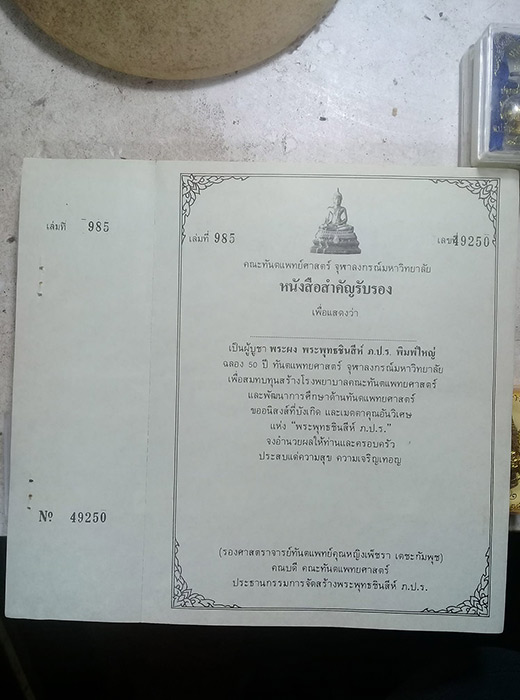 เล่มที่ 985
เล่มที่ 985
เลขที่ 49250
คณะทันตแพทย์ศาสตร์ จุฬาลงกรณ์มหาวิทยาลัย
หนังสือสำคัญรับรอง
เพื่อแสดงว่า
เป็นผู้บูชา พระผง พระพุทธชินสีห์ ภ.ป.ร. พิมพ์ใหญ่
ฉลอง 50 ปี ทันตแพทยศาสตร์ จุฬาลงกรณ์มหาวิทยาลัย
เพื่อสมทบทุนสร้างโรงพยาบาลคณะทันตแพทยศาสตร์
และพัฒนาการศึกษาด้านทันตแพทยศาสตร์
ขออนิสงส์ที่บังเกิด และเมตตาคุณอันวิเศษ
แห่ง "พระพุทธชินสีห์ ภ.ป.ร."
จงอำนวยผลให้ท่านและครอบครัว
ประสบแต่ความสุข ความเจริญเทอญ
№ 49250
(รองศาสตราจารย์ทันตแพทย์คุณหญิงเพ็ชรา เตชะกัมพุช)
คณบดี คณะทันตแพทยศาสตร์
ประธานกรรมการจัดสร้างพระพุทธชินสีห์ ภ.ป.ร.